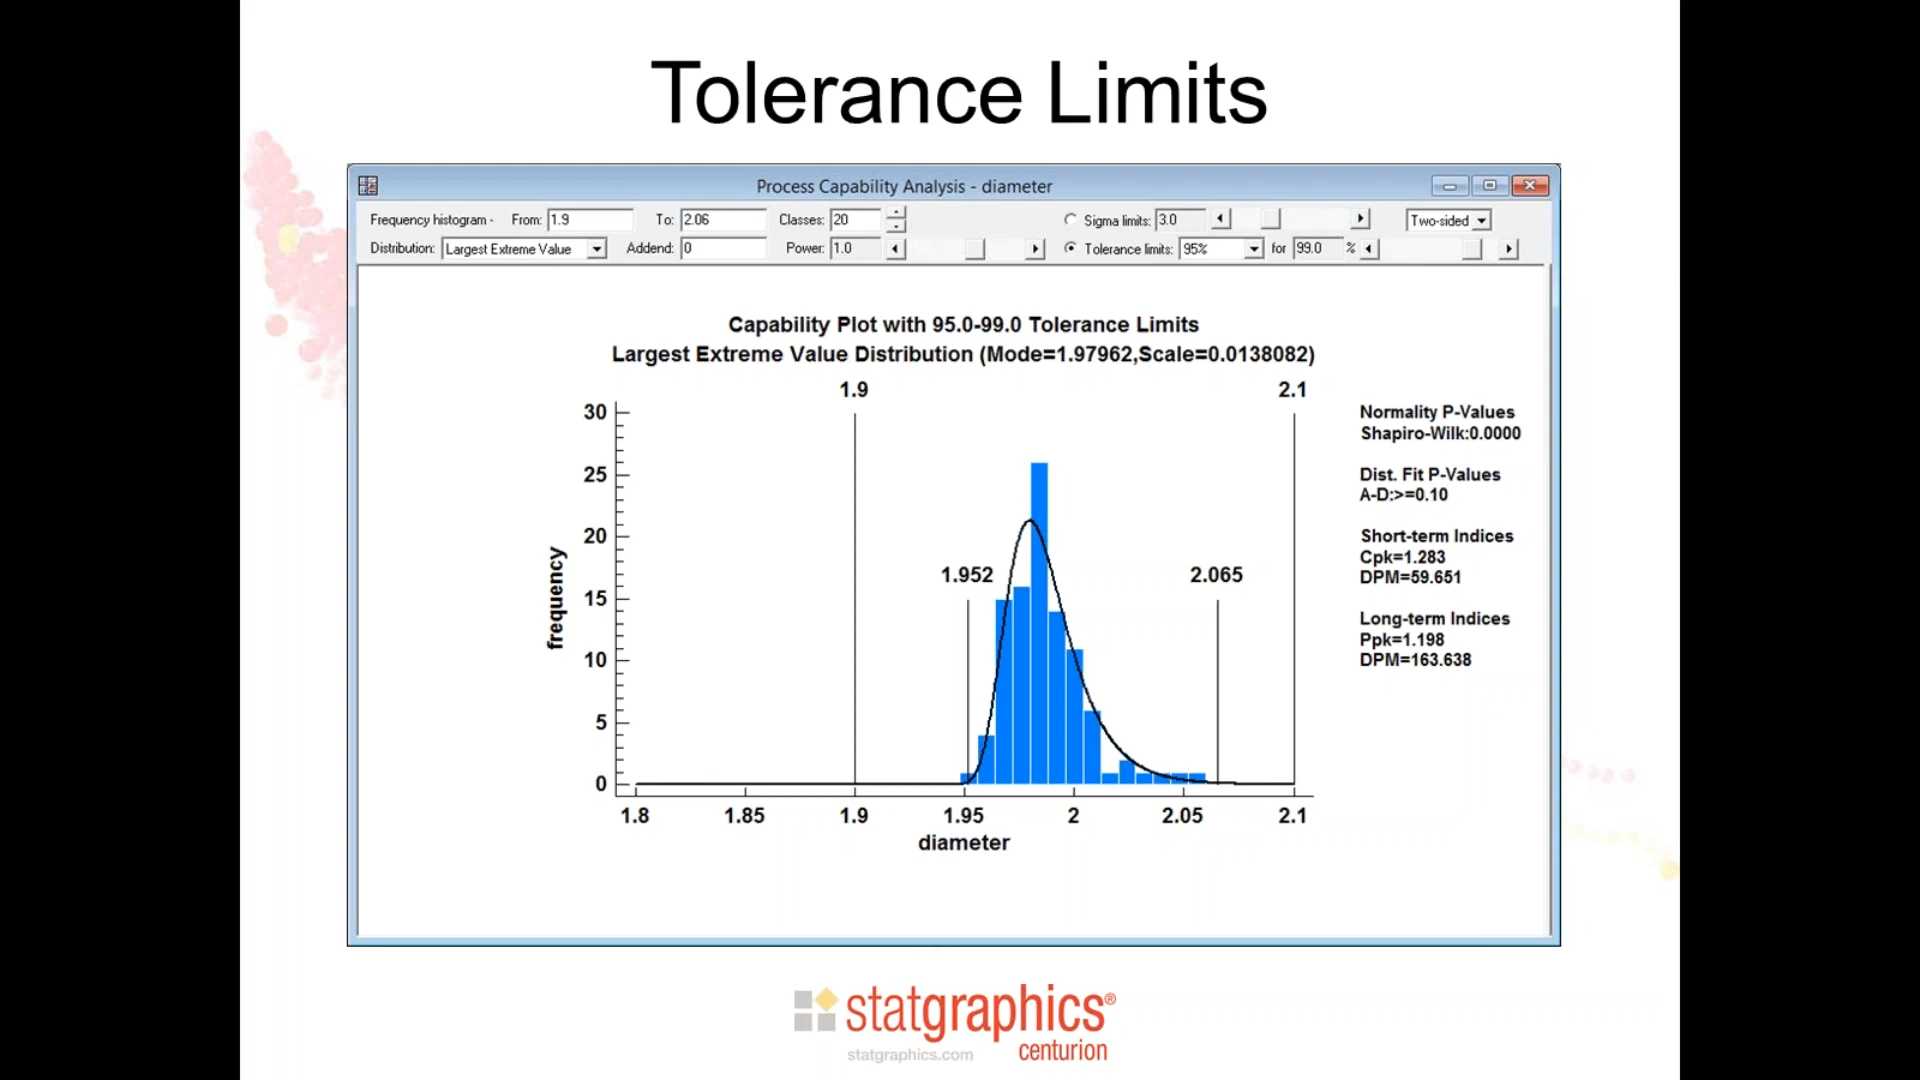 Tolerance Limits
Process Capability Analysis - diameter
Frequency histogram - From: 1.9 To: 2.06 Classes: 20 Sigma limits: 3.0 Two-sided
Distribution: Largest Extreme Value Addend: 0 Power: 1.0 Tolerance limits: 95% for 99.0 %
Capability Plot with 95.0-99.0 Tolerance Limits
Largest Extreme Value Distribution (Mode=1.97962,Scale=0.0138082)
1.9 2.1
30
25
20
15
10
5
0
frequency
1.952 2.065
1.8 1.85 1.9 1.95 2 2.05 2.1
diameter
Normality P-Values
Shapiro-Wilk:0.0000
Dist. Fit P-Values
A-D:>=0.10
Short-term Indices
Cpk=1.283
DPM=59.651
Long-term Indices
Ppk=1.198
DPM=163.638
statgraphics®
statgraphics.com centurion